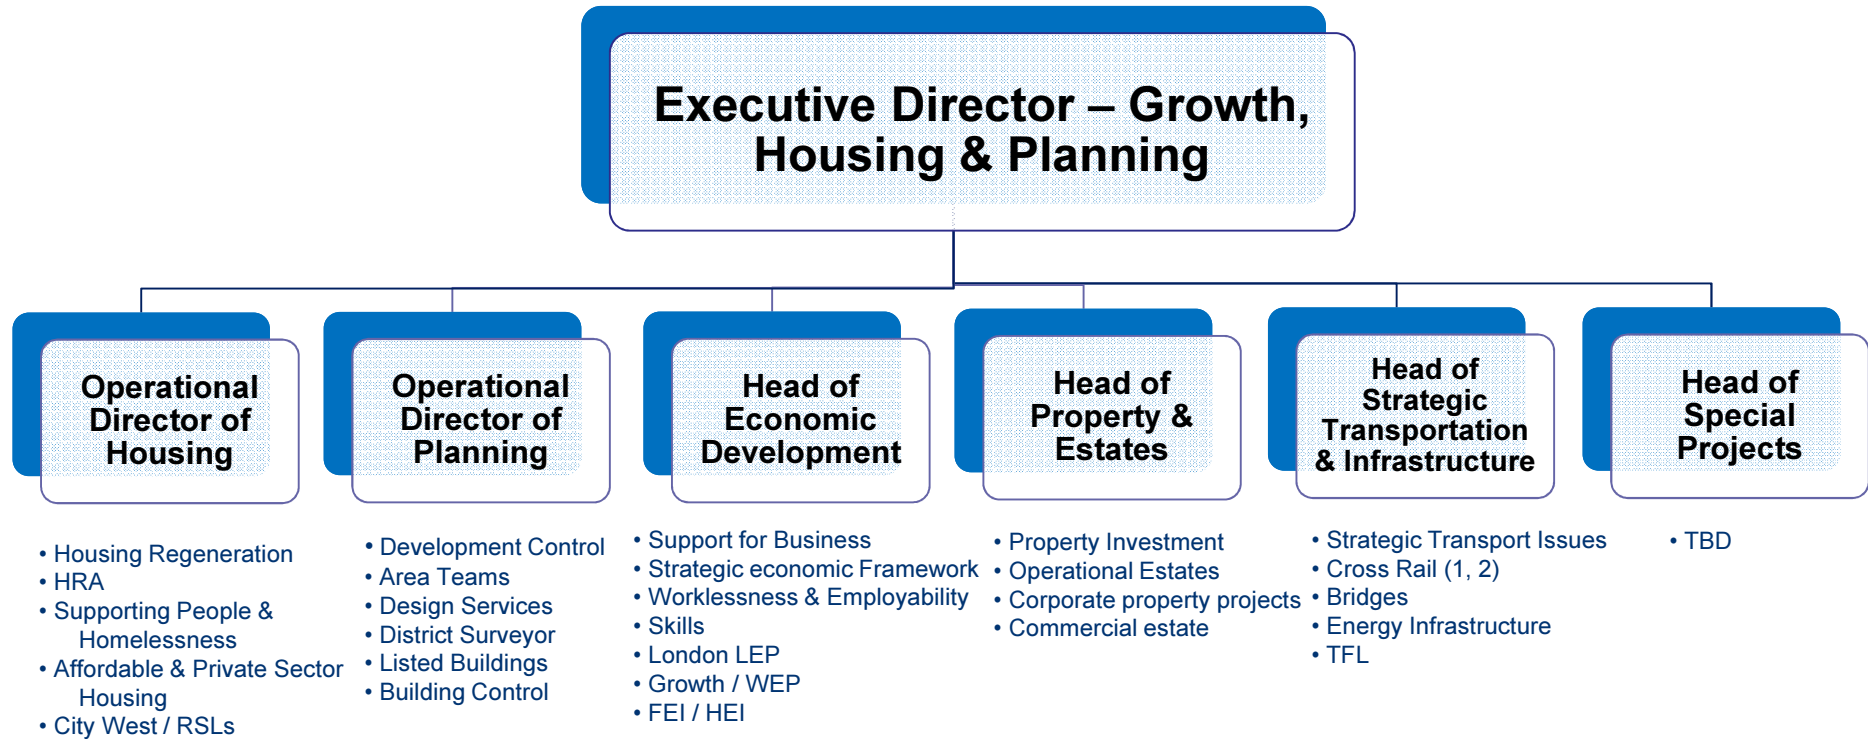 Executive Director – Growth,
Housing & Planning
Operational
Director of
Housing
Operational
Director of
Planning
Head of
Economic
Development
Head of
Property &
Estates
Head of
Strategic
Transportation
& Infrastructure
Head of
Special
Projects
• Housing Regeneration
• HRA
• Supporting People &
Homelessness
• Affordable & Private Sector
Housing
• City West / RSLs
• Development Control
• Area Teams
• Design Services
• District Surveyor
• Listed Buildings
• Building Control
• Support for Business
• Strategic economic Framework
• Worklessness & Employability
• Skills
• London LEP
• Growth / WEP
• FEI / HEI
• Property Investment
• Operational Estates
• Corporate property projects
• Commercial estate
• Strategic Transport Issues
• Cross Rail (1, 2)
• Bridges
• Energy Infrastructure
• TFL
• TBD